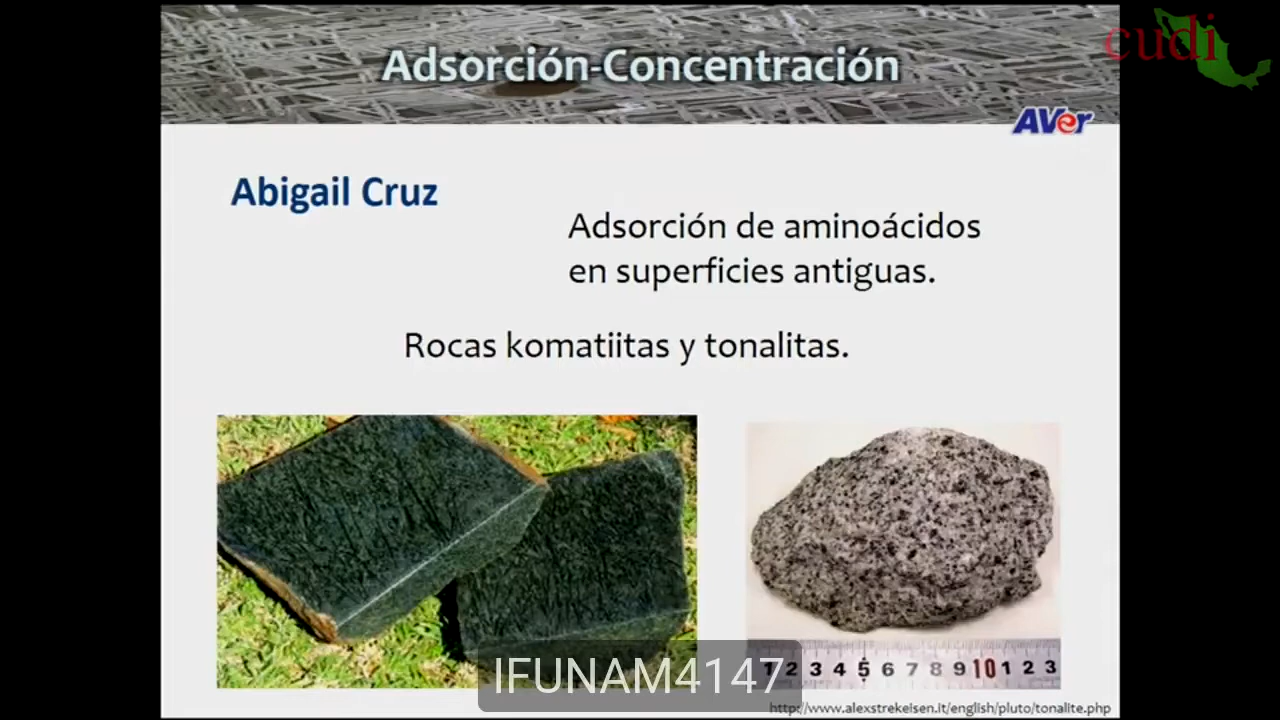 Adsorción-Concentración
cudi
AVer
Abigail Cruz
Adsorción de aminoácidos
en superficies antiguas.
Rocas komatiitas y tonalitas.
1 2 3 4 5 6 7 8 9 10 1 2 3
IFUNAM4147
http://www.alexstrekeisen.it/english/pluto/tonalite.php